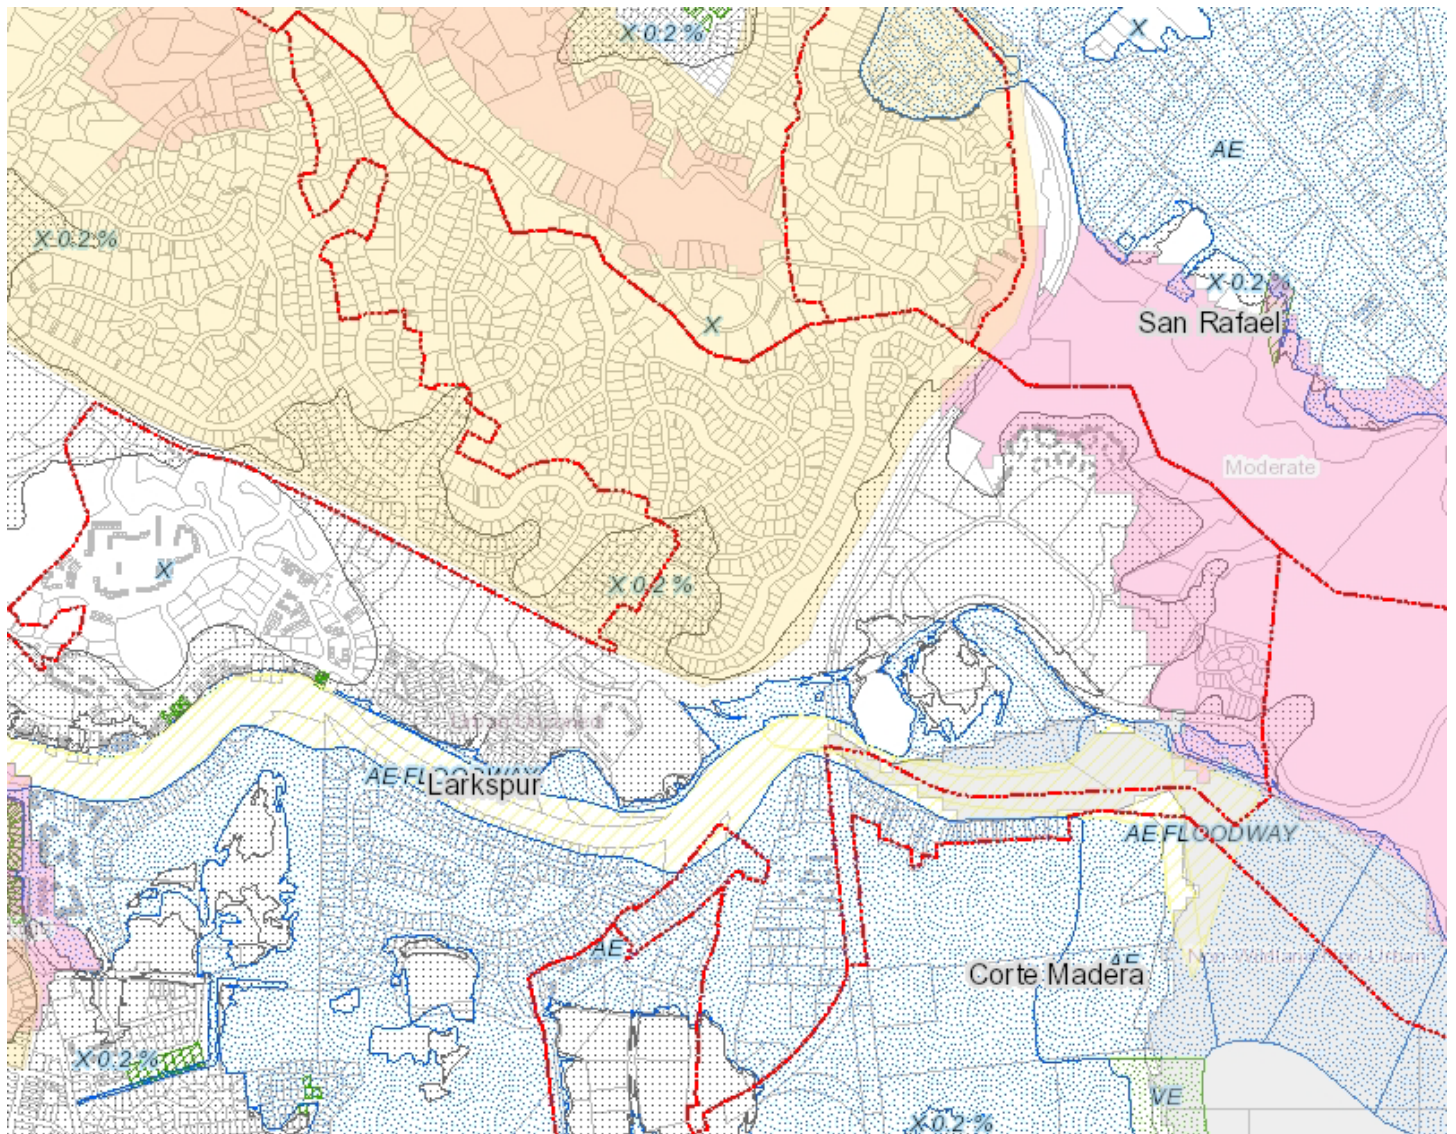 X 0.2 %
X
AE
X 0.2 %
X 0.2 %
San Rafael
X
Moderate
X
X 0.2 %
AE FLOODWAY
Larkspur
AE FLOODWAY
AE
AE
Corte Madera
X 0.2 %
VE
X 0.2 %